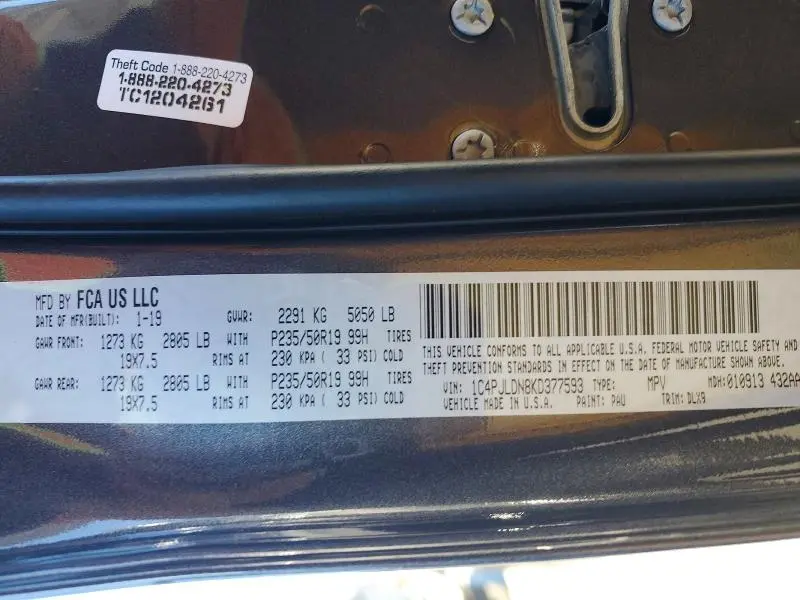 Theft Code 1-888-220-4273
1-888-220-4273
TC1204261
MFD BY FCA US LLC
DATE OF MFR(BUILT): 1-19 GVWR: 2291 KG 5050 LB
GAWR FRONT: 1273 KG 2805 LB WITH P235/50R19 99H TIRES
19X7.5 RIMS AT 230 KPA ( 33 PSI) COLD
GAWR REAR: 1273 KG 2805 LB WITH P235/50R19 99H TIRES
19X7.5 RIMS AT 230 KPA ( 33 PSI) COLD
THIS VEHICLE CONFORMS TO ALL APPLICABLE U.S.A. FEDERAL MOTOR VEHICLE SAFETY AND
THEFT PREVENTION STANDARDS IN EFFECT ON THE DATE OF MANUFACTURE SHOWN ABOVE.
VIN: 1C4PJLDN8KD377593 TYPE: MPV MDH:010913 432AA
VEHICLE MADE IN U.S.A. PAINT: PAU TRIM: DLX9